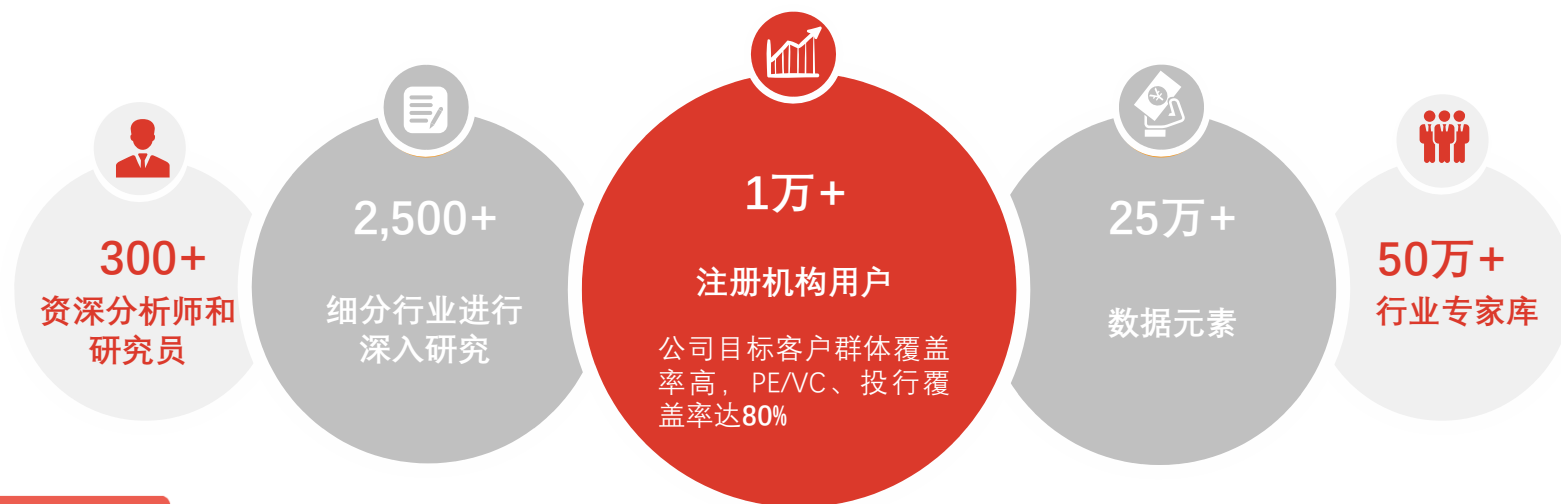 300+
资深分析师和
研究员
2,500+
细分行业进行
深入研究
1万+
注册机构用户
公司目标客户群体覆盖
率高，PE/VC、投行覆
盖率达80%
25万+
数据元素
50万+
行业专家库